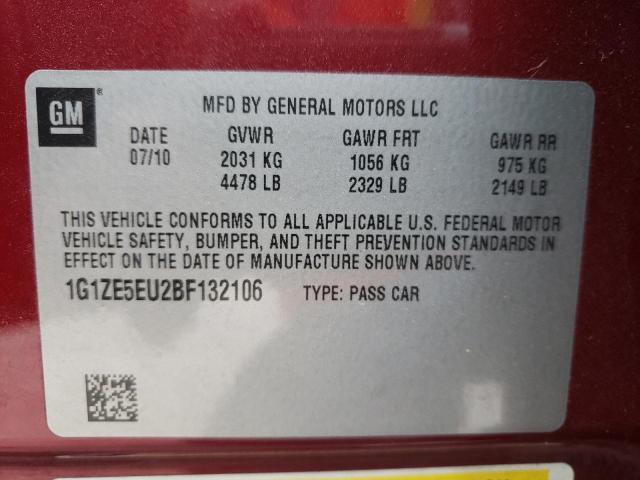 GM
MFD BY GENERAL MOTORS LLC
DATE GVWR GAWR FRT GAWR RR
07/10 2031 KG 1056 KG 975 KG
4478 LB 2329 LB 2149 LB
THIS VEHICLE CONFORMS TO ALL APPLICABLE U.S. FEDERAL MOTOR
VEHICLE SAFETY, BUMPER, AND THEFT PREVENTION STANDARDS IN
EFFECT ON THE DATE OF MANUFACTURE SHOWN ABOVE.
1G1ZE5EU2BF132106 TYPE: PASS CAR